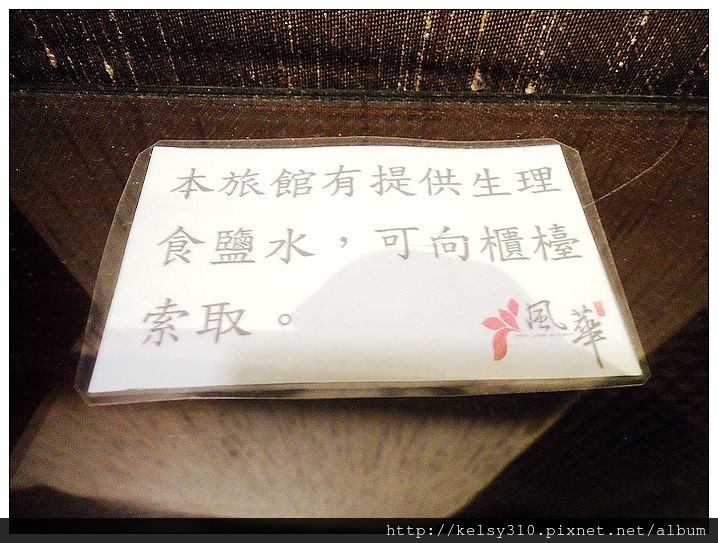 本旅館有提供生理
食鹽水，可向櫃檯
索取。
風華
http://kelsy310.pixnet.net/album